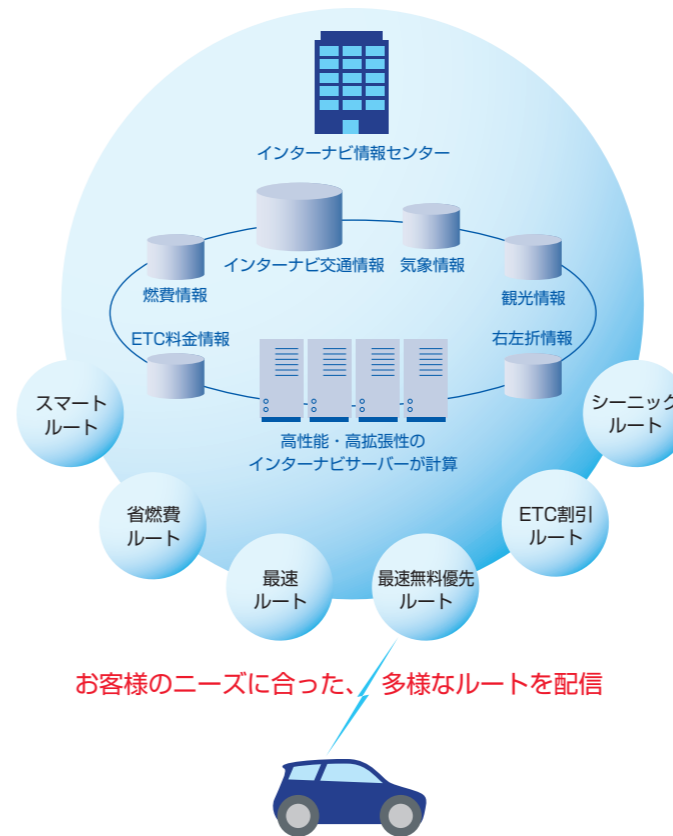 インターナビ情報センター
インターナビ交通情報
気象情報
燃費情報
観光情報
ETC料金情報
右左折情報
高性能・高拡張性の
インターナビサーバーが計算
スマート
ルート
シーニック
ルート
省燃費
ルート
ETC割引
ルート
最速
ルート
最速無料優先
ルート
お客様のニーズに合った、多様なルートを配信